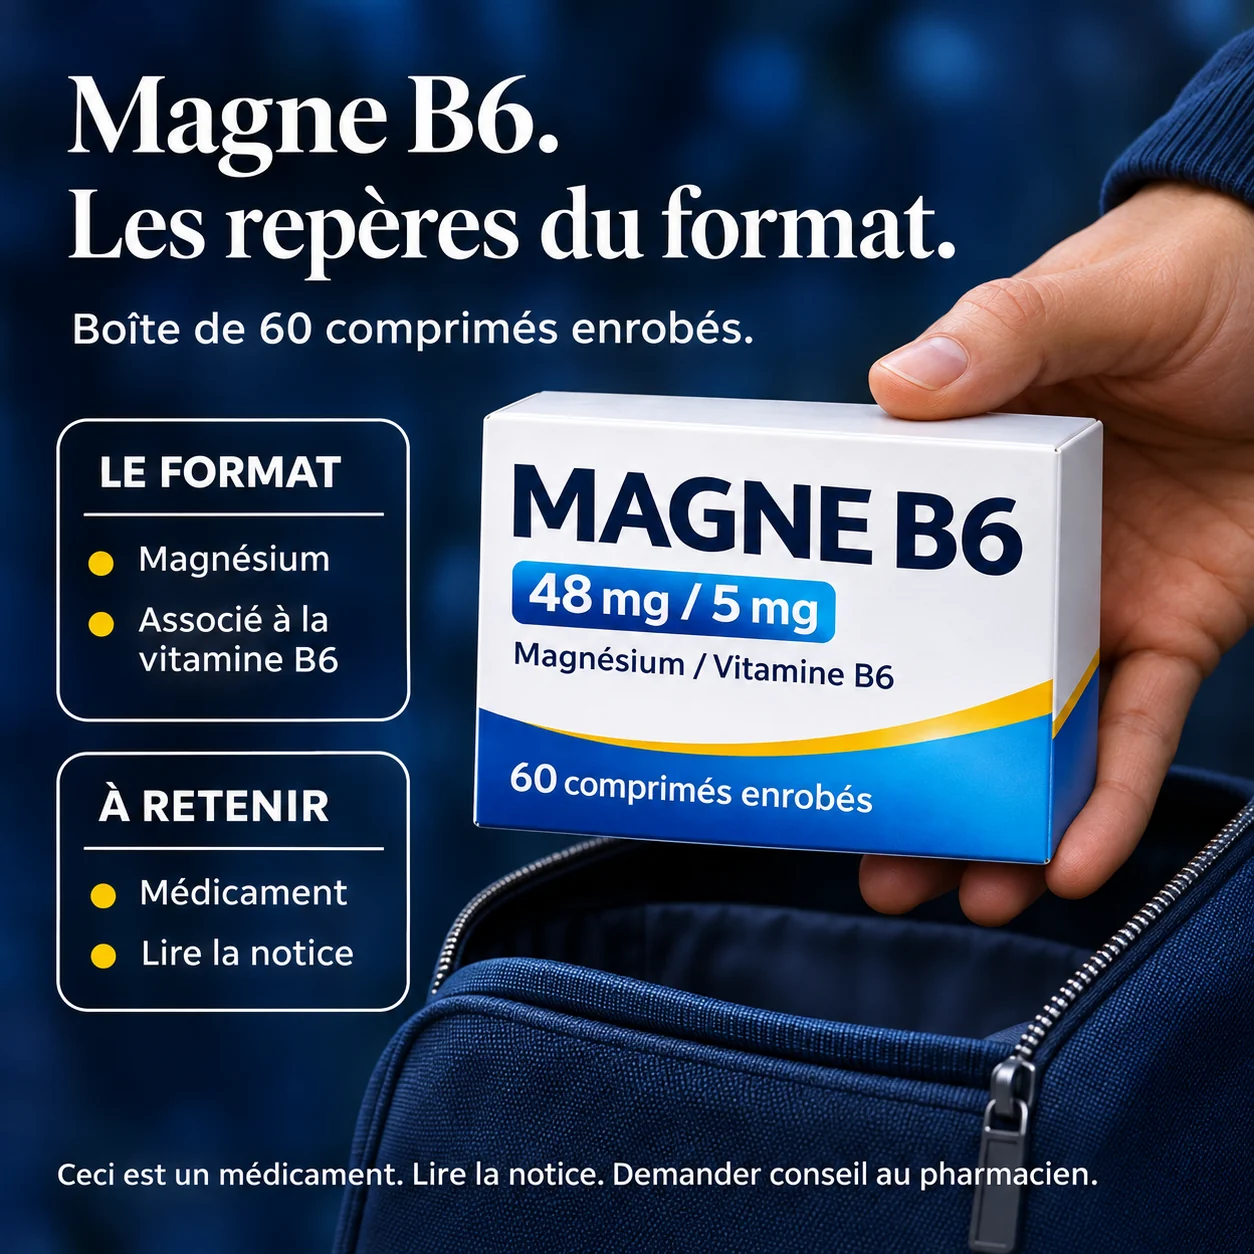 Magne B6.
Les repères du format.
Boîte de 60 comprimés enrobés.
LE FORMAT
Magnésium
Associé à la
vitamine B6
À RETENIR
Médicament
Lire la notice
MAGNE B6
48 mg / 5 mg
Magnésium / Vitamine B6
60 comprimés enrobés
Ceci est un médicament. Lire la notice. Demander conseil au pharmacien.